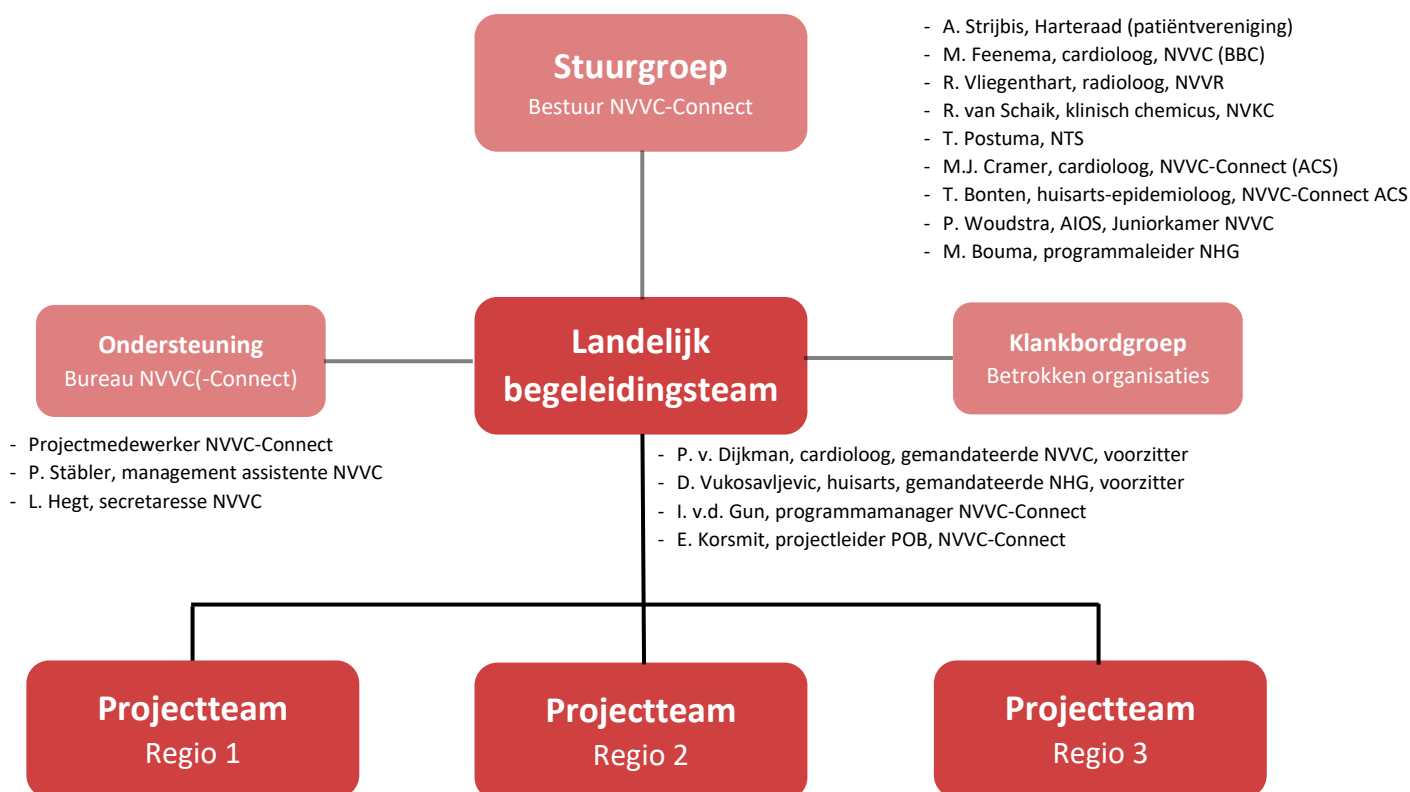 Stuurgroep
Bestuur NVVC-Connect
- A. Strijbis, Harteraad (patiëntvereniging)
- M. Feenema, cardioloog, NVVC (BBC)
- R. Vliegenthart, radioloog, NVVR
- R. van Schaik, klinisch chemicus, NVKC
- T. Postuma, NTS
- M.J. Cramer, cardioloog, NVVC-Connect (ACS)
- T. Bonten, huisarts-epidemioloog, NVVC-Connect ACS
- P. Woudstra, AIOS, Juniorkamer NVVC
- M. Bouma, programmaleider NHG
Ondersteuning
Bureau NVVC(-Connect)
Landelijk
begeleidingsteam
Klankbordgroep
Betrokken organisaties
- Projectmedewerker NVVC-Connect
- P. Stäbler, management assistente NVVC
- L. Hegt, secretaresse NVVC
- P. v. Dijkman, cardioloog, gemandateerde NVVC, voorzitter
- D. Vukosavljevic, huisarts, gemandateerde NHG, voorzitter
- I. v.d. Gun, programmamanager NVVC-Connect
- E. Korsmit, projectleider POB, NVVC-Connect
Projectteam
Regio 1
Projectteam
Regio 2
Projectteam
Regio 3